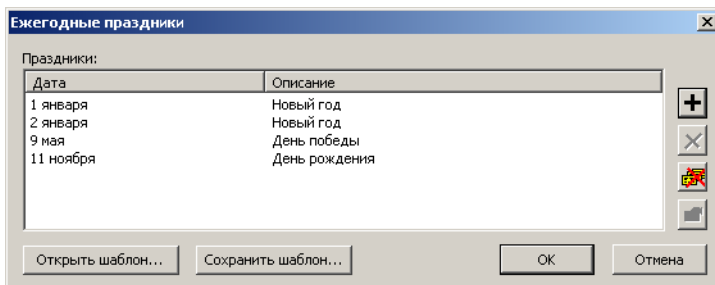 Ежегодные праздники
Праздники:
Дата Описание
1 января Новый год
2 января Новый год
9 мая День победы
11 ноября День рождения
Открыть шаблон... Сохранить шаблон... OK Отмена